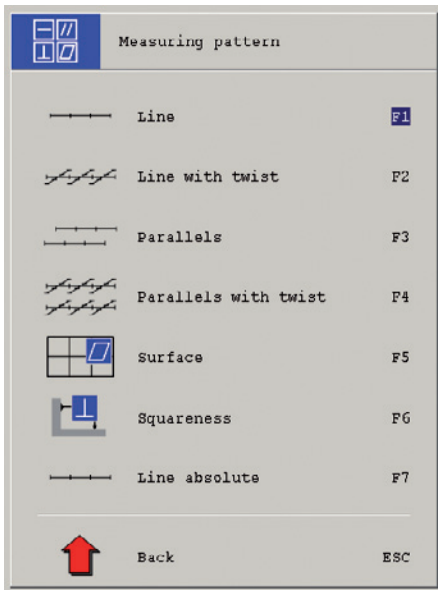 Measuring pattern
Line F1
Line with twist F2
Parallels F3
Parallels with twist F4
Surface F5
Squareness F6
Line absolute F7
Back ESC